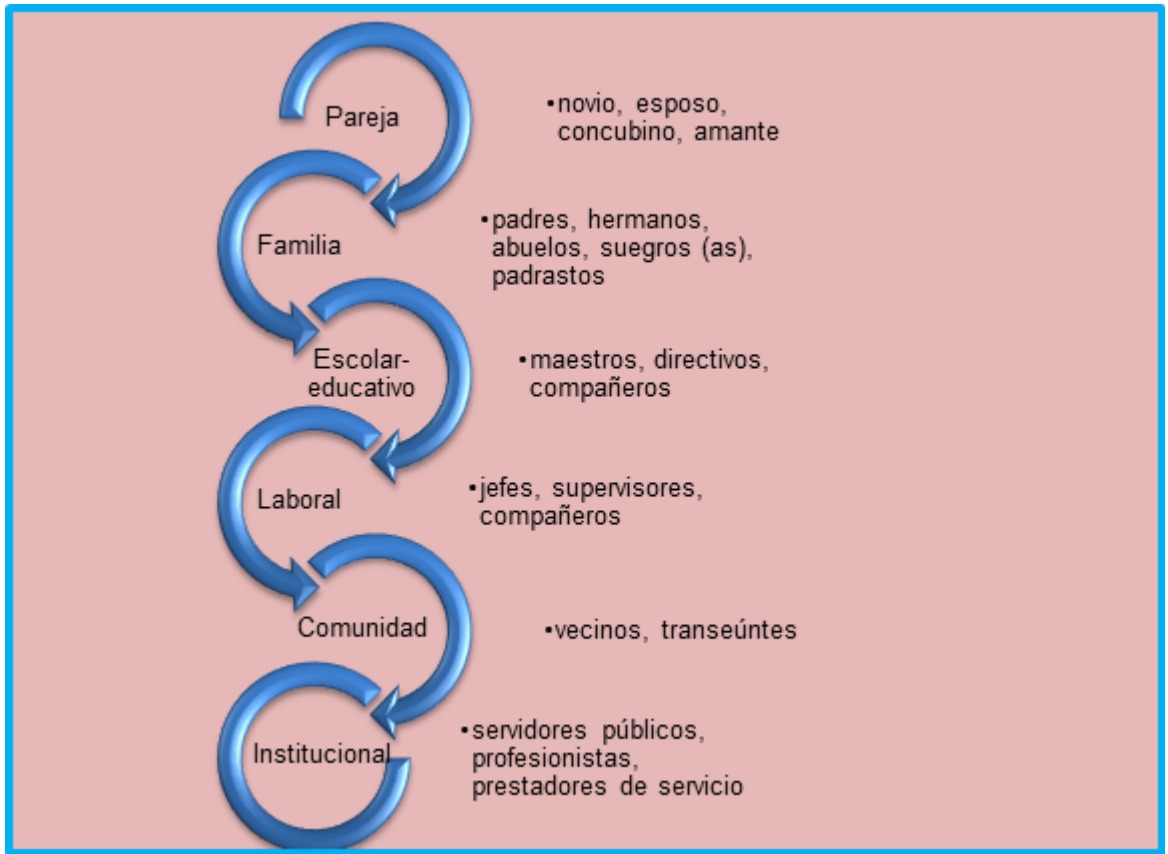 Pareja
•novio, esposo,
concubino, amante
Familia
•padres, hermanos,
abuelos, suegros (as),
padrastos
Escolar-
educativo
•maestros, directivos,
compañeros
Laboral
•jefes, supervisores,
compañeros
Comunidad
•vecinos, transeúntes
Institucional
•servidores públicos,
profesionistas,
prestadores de servicio